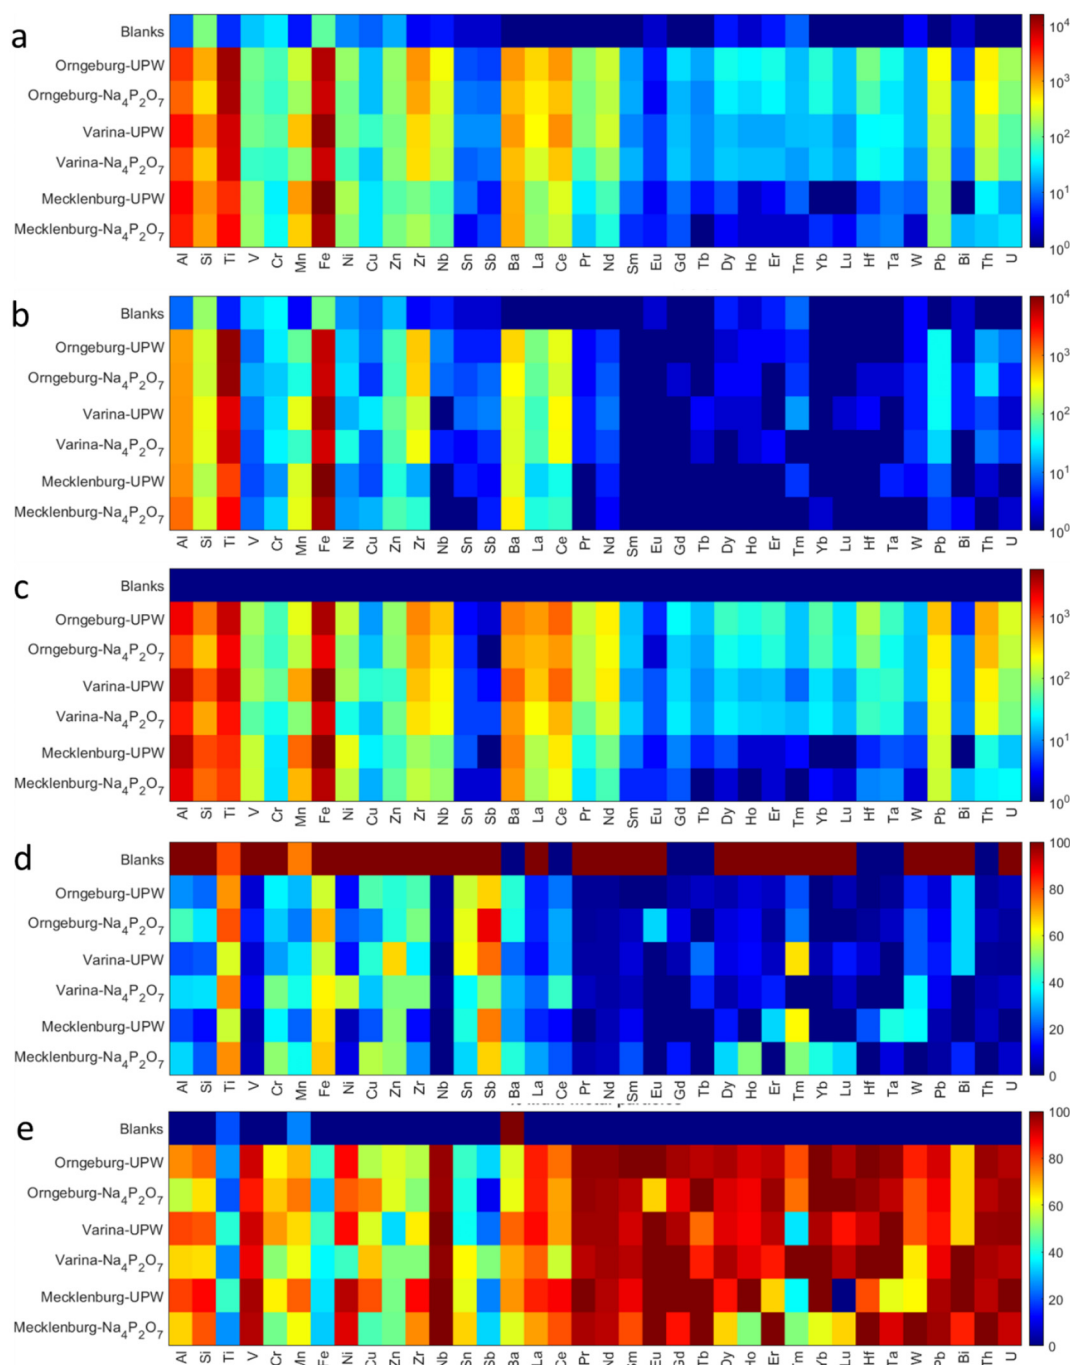 a
Blanks
Orngeburg-UPW
Orngeburg-Na4P2O7
Varina-UPW
Varina-Na4P2O7
Mecklenburg-UPW
Mecklenburg-Na4P2O7
10^4
10^3
10^2
10^1
10^0
Al Si Ti V Cr Mn Fe Ni Cu Zn Zr Nb Sn Sb Ba La Ce Pr Nd Sm Eu Gd Tb Dy Ho Er Tm Yb Lu Hf Ta W Pb Bi Th U
b
Blanks
Orngeburg-UPW
Orngeburg-Na4P2O7
Varina-UPW
Varina-Na4P2O7
Mecklenburg-UPW
Mecklenburg-Na4P2O7
10^4
10^3
10^2
10^1
10^0
Al Si Ti V Cr Mn Fe Ni Cu Zn Zr Nb Sn Sb Ba La Ce Pr Nd Sm Eu Gd Tb Dy Ho Er Tm Yb Lu Hf Ta W Pb Bi Th U
c
Blanks
Orngeburg-UPW
Orngeburg-Na4P2O7
Varina-UPW
Varina-Na4P2O7
Mecklenburg-UPW
Mecklenburg-Na4P2O7
10^3
10^2
10^1
10^0
Al Si Ti V Cr Mn Fe Ni Cu Zn Zr Nb Sn Sb Ba La Ce Pr Nd Sm Eu Gd Tb Dy Ho Er Tm Yb Lu Hf Ta W Pb Bi Th U
d
Blanks
Orngeburg-UPW
Orngeburg-Na4P2O7
Varina-UPW
Varina-Na4P2O7
Mecklenburg-UPW
Mecklenburg-Na4P2O7
100
80
60
40
20
0
Al Si Ti V Cr Mn Fe Ni Cu Zn Zr Nb Sn Sb Ba La Ce Pr Nd Sm Eu Gd Tb Dy Ho Er Tm Yb Lu Hf Ta W Pb Bi Th U
e
Blanks
Orngeburg-UPW
Orngeburg-Na4P2O7
Varina-UPW
Varina-Na4P2O7
Mecklenburg-UPW
Mecklenburg-Na4P2O7
100
80
60
40
20
0
Al Si Ti V Cr Mn Fe Ni Cu Zn Zr Nb Sn Sb Ba La Ce Pr Nd Sm Eu Gd Tb Dy Ho Er Tm Yb Lu Hf Ta W Pb Bi Th U